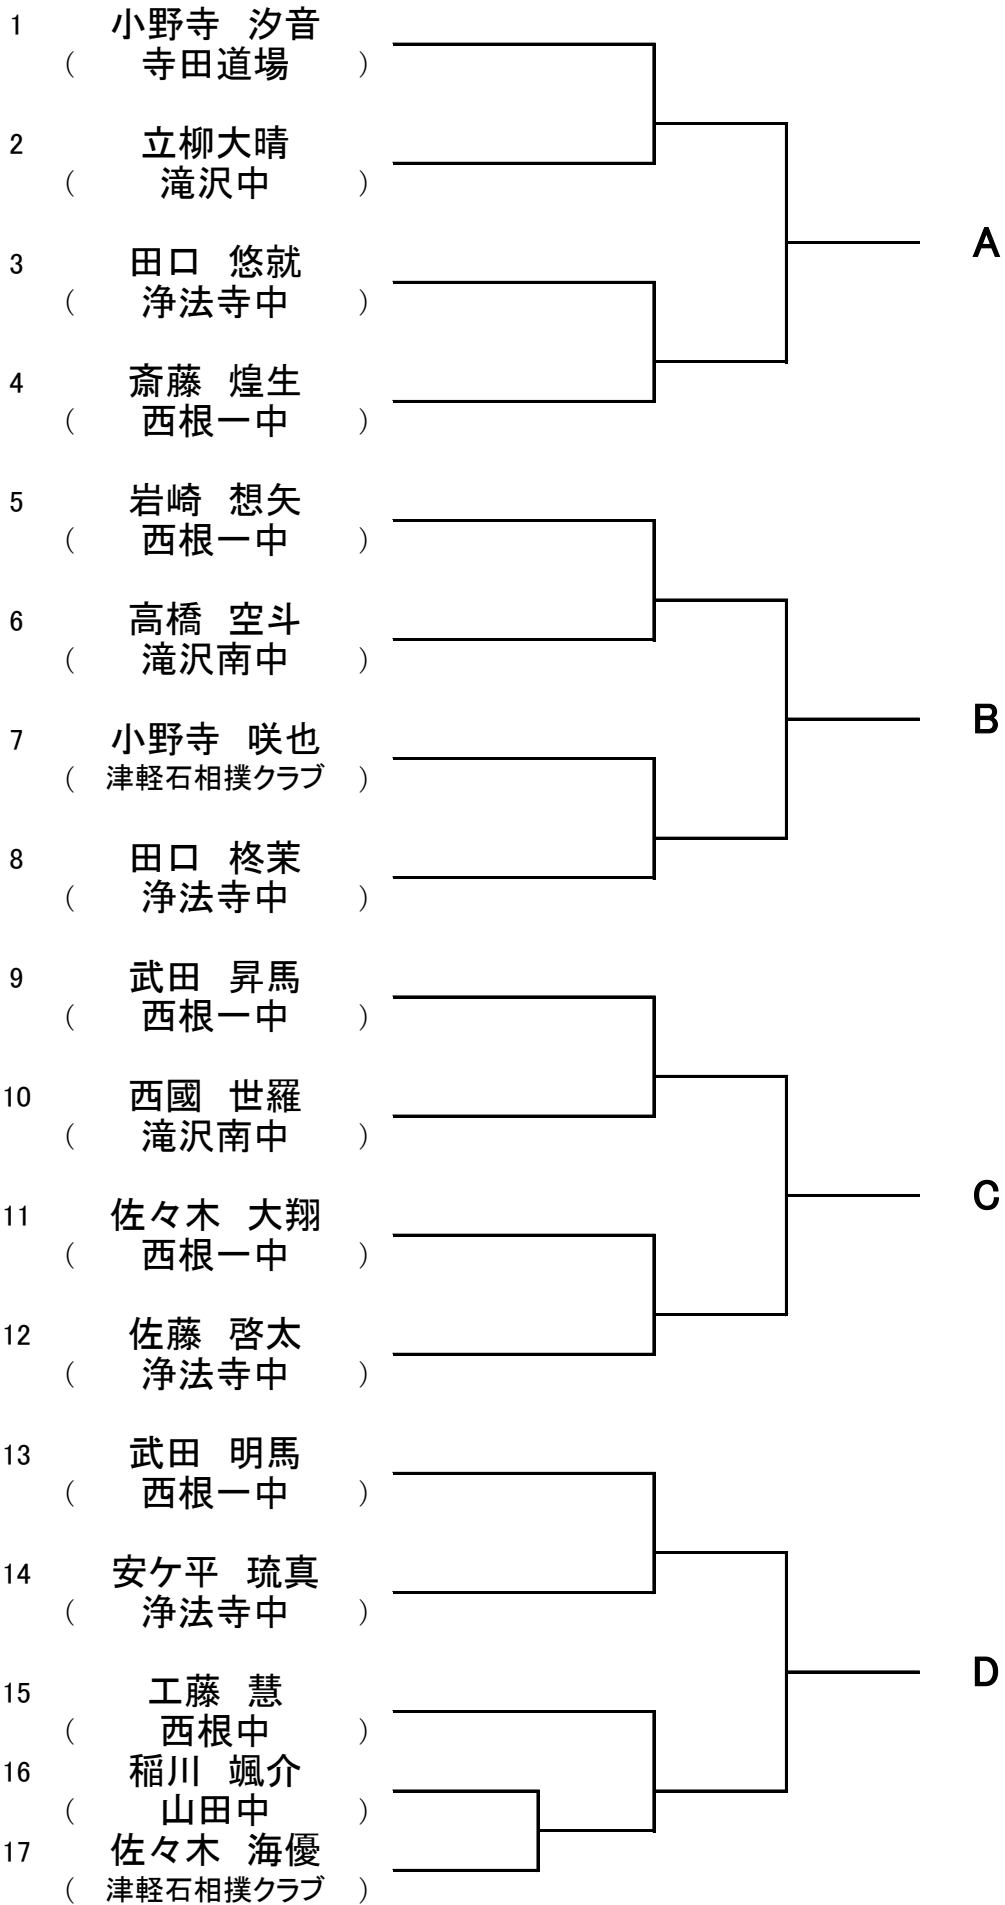 1 小野寺 汐音
( 寺田道場 )
2 立柳大晴
( 滝沢中 )
3 田口 悠就
( 浄法寺中 )
A
4 斎藤 煌生
( 西根一中 )
5 岩崎 想矢
( 西根一中 )
6 高橋 空斗
( 滝沢南中 )
B
7 小野寺 咲也
( 津軽石相撲クラブ )
8 田口 柊茉
( 浄法寺中 )
9 武田 昇馬
( 西根一中 )
10 西國 世羅
( 滝沢南中 )
C
11 佐々木 大翔
( 西根一中 )
12 佐藤 啓太
( 浄法寺中 )
13 武田 明馬
( 西根一中 )
14 安ケ平 琉真
( 浄法寺中 )
D
15 工藤 慧
( 西根中 )
16 稲川 颯介
( 山田中 )
17 佐々木 海優
( 津軽石相撲クラブ )